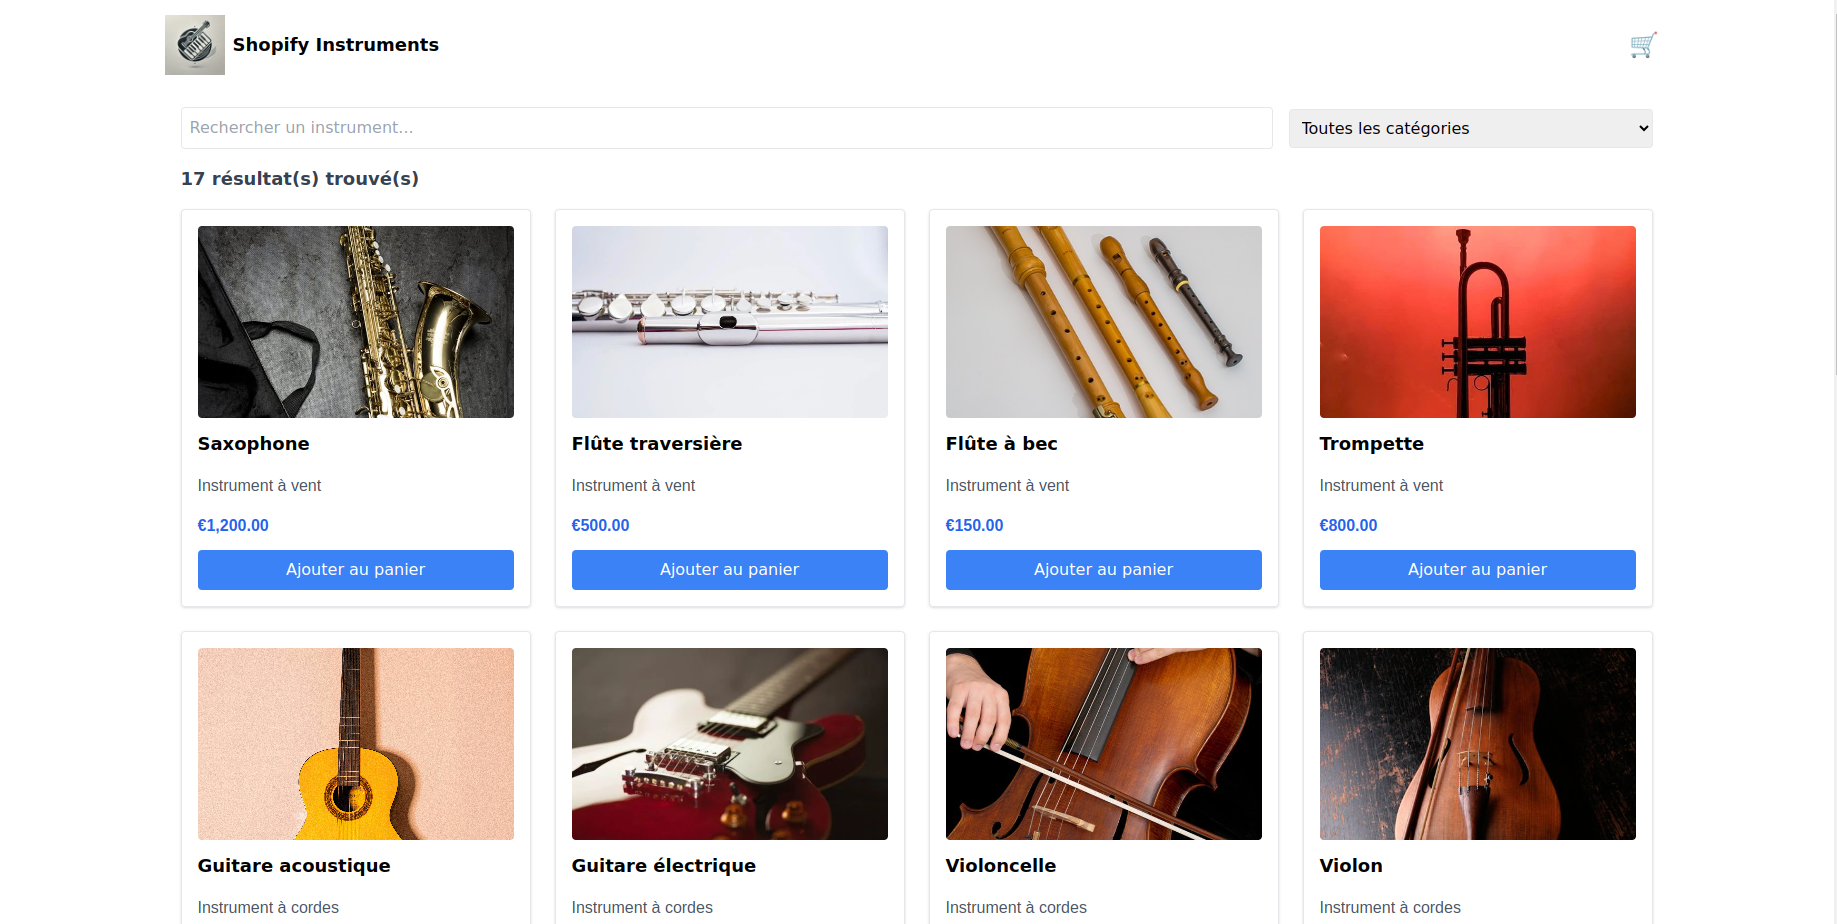 Shopify Instruments
Rechercher un instrument...
Toutes les catégories
17 résultat(s) trouvé(s)
Saxophone
Instrument à vent
€1,200.00
Ajouter au panier
Flûte traversière
Instrument à vent
€500.00
Ajouter au panier
Flûte à bec
Instrument à vent
€150.00
Ajouter au panier
Trompette
Instrument à vent
€800.00
Ajouter au panier
Guitare acoustique
Instrument à cordes
Guitare électrique
Instrument à cordes
Violoncelle
Instrument à cordes
Violon
Instrument à cordes